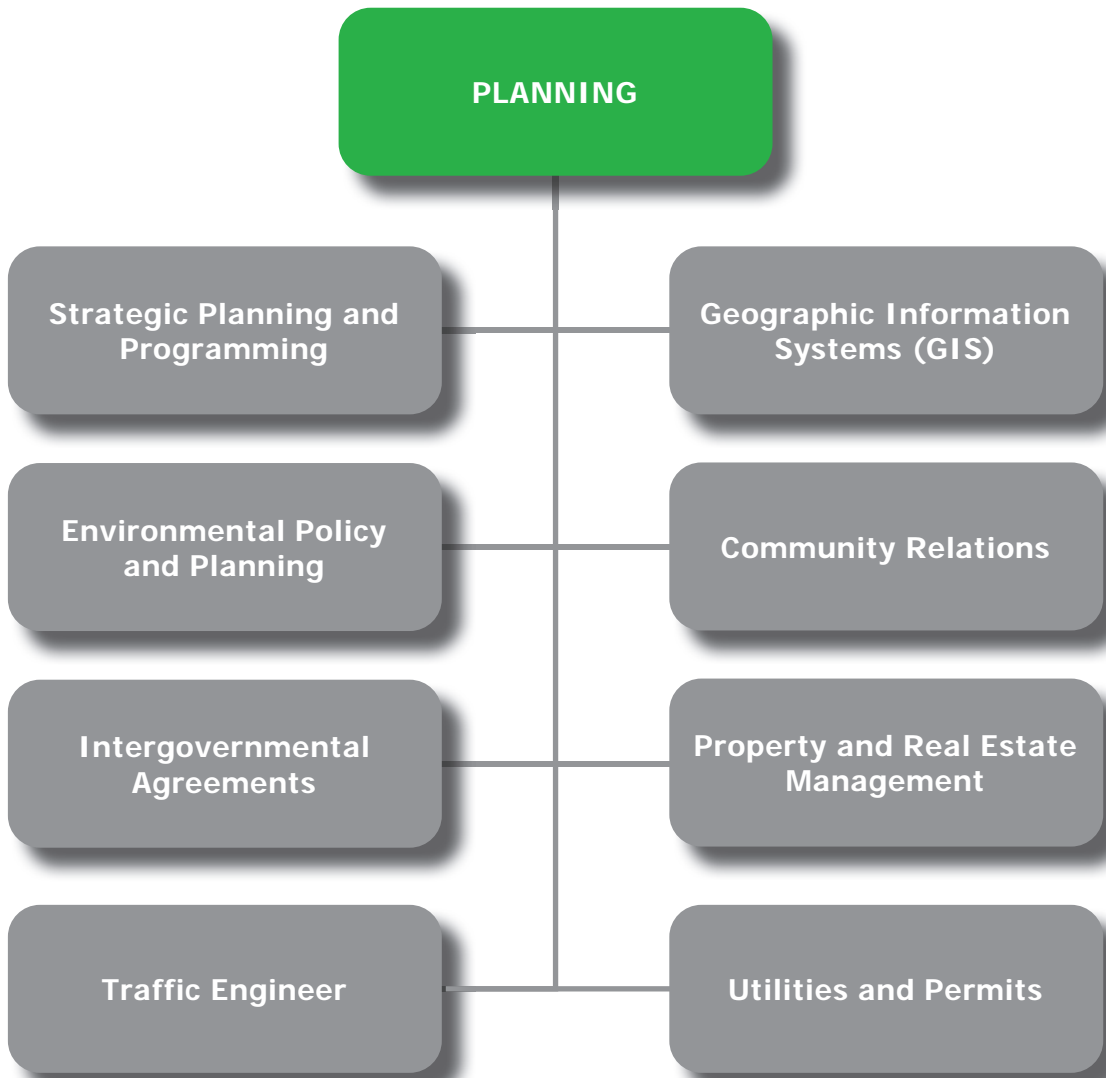 PLANNING
Strategic Planning and
Programming
Geographic Information
Systems (GIS)
Environmental Policy
and Planning
Community Relations
Intergovernmental
Agreements
Property and Real Estate
Management
Traffic Engineer
Utilities and Permits